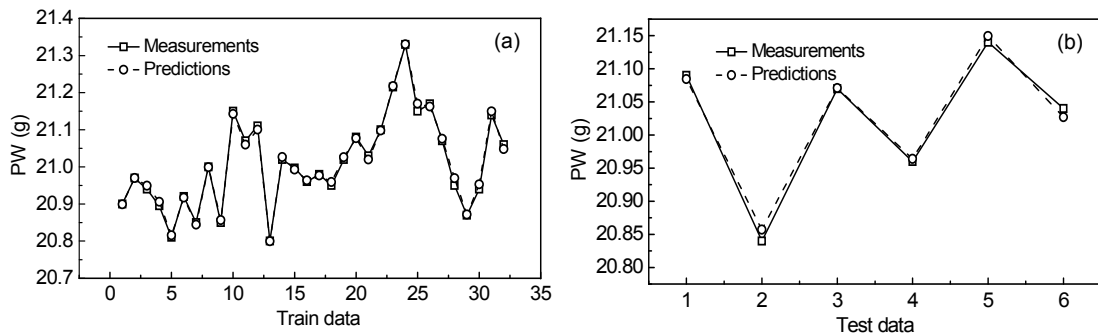 21.4
21.3
21.2
21.1
21.0
20.9
20.8
20.7
PW (g)
Measurements
Predictions
(a)
0 5 10 15 20 25 30 35
Train data
21.15
21.10
21.05
21.00
20.95
20.90
20.85
20.80
PW (g)
Measurements
Predictions
(b)
1 2 3 4 5 6
Test data